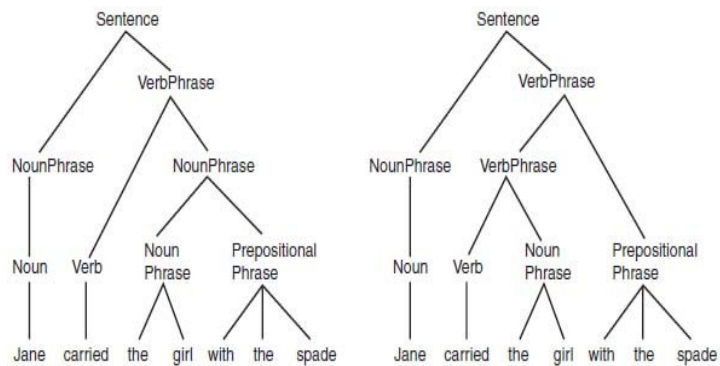 Sentence Sentence
VerbPhrase VerbPhrase
NounPhrase NounPhrase NounPhrase VerbPhrase
Noun Verb Noun Phrase Prepositional Phrase Noun Verb Noun Phrase Prepositional Phrase
Jane carried the girl with the spade Jane carried the girl with the spade